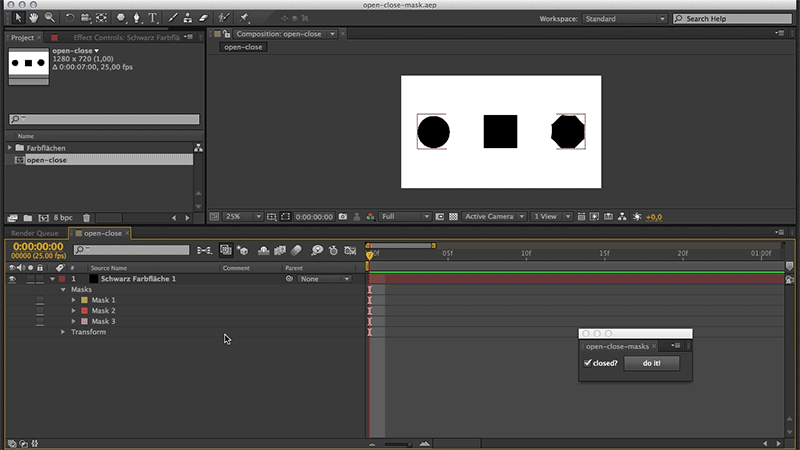 open-close-mask.aep
Workspace: Standard
Search Help
Project
Effect Controls: Schwarz Farbflä
Composition: open-close
open-close
open-close
1280 x 720 (1,00)
Δ 0:00:07:00, 25,00 fps
Name
Farbflächen
open-close
8 bpc
25%
0:00:00:00
Full
Active Camera
1 View
+0,0
Render Queue
open-close
0:00:00:00
00000 (25.00 fps)
00f
05f
10f
15f
20f
01:00f
#
Source Name
Comment
Parent
1
Schwarz Farbfläche 1
None
Masks
Mask 1
Mask 2
Mask 3
Transform
open-close-masks
closed?
do it!